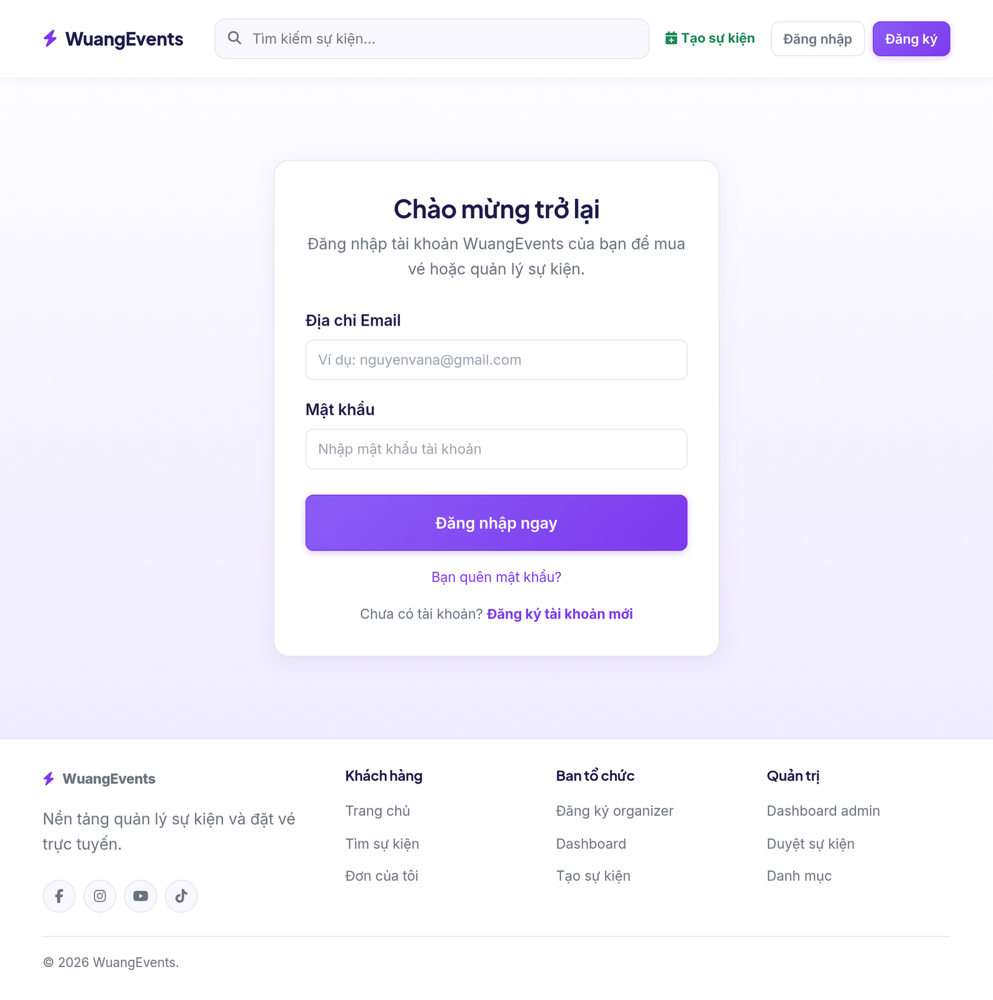 WuangEvents
Tìm kiếm sự kiện...
Tạo sự kiện
Đăng nhập
Đăng ký
Chào mừng trở lại
Đăng nhập tài khoản WuangEvents của bạn để mua
vé hoặc quản lý sự kiện.
Địa chỉ Email
Ví dụ: nguyenvana@gmail.com
Mật khẩu
Nhập mật khẩu tài khoản
Đăng nhập ngay
Bạn quên mật khẩu?
Chưa có tài khoản? Đăng ký tài khoản mới
WuangEvents
Nền tảng quản lý sự kiện và đặt vé
trực tuyến.
Khách hàng
Trang chủ
Tìm sự kiện
Đơn của tôi
Ban tổ chức
Đăng ký organizer
Dashboard
Tạo sự kiện
Quản trị
Dashboard admin
Duyệt sự kiện
Danh mục
© 2026 WuangEvents.